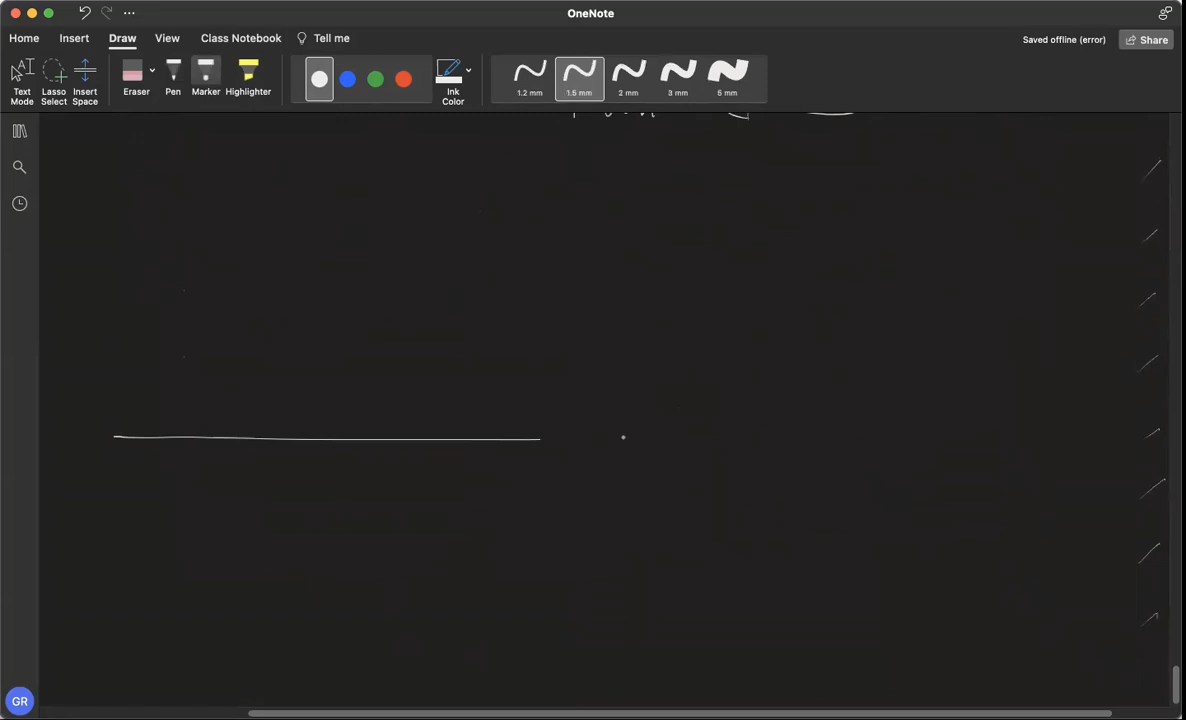 OneNote
Home Insert Draw View Class Notebook Tell me
Saved offline (error) Share
Text Mode
Lasso Select
Insert Space
Eraser
Pen
Marker
Highlighter
Ink Color
1.2 mm
1.5 mm
2 mm
3 mm
5 mm
GR